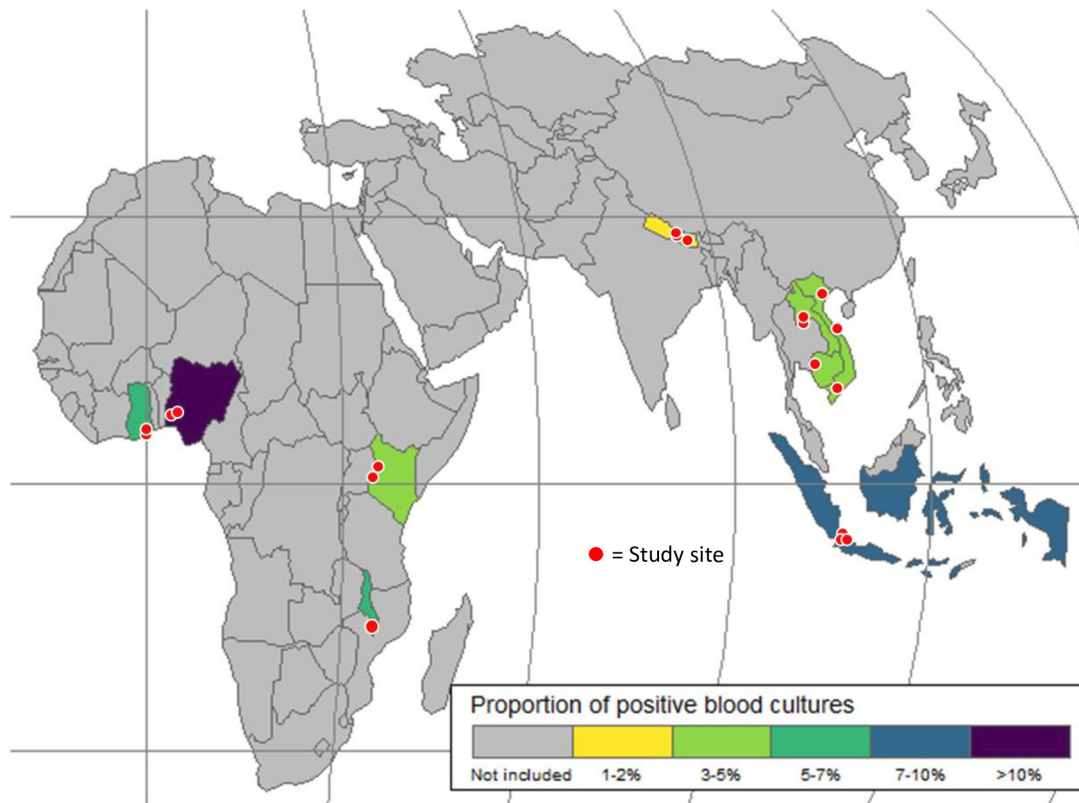 = Study site
Proportion of positive blood cultures
Not included 1-2% 3-5% 5-7% 7-10% >10%